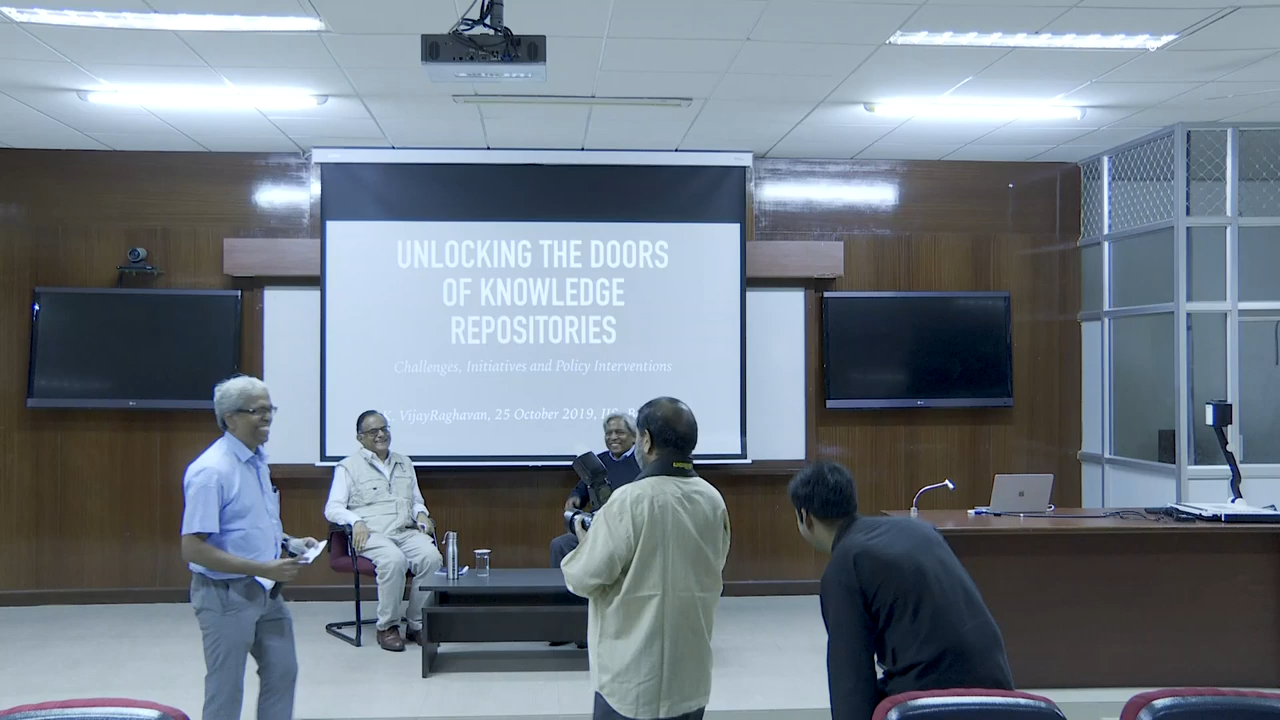 UNLOCKING THE DOORS
OF KNOWLEDGE
REPOSITORIES
Challenges, Initiatives and Policy Interventions
K. VijayRaghavan, 25 October 2019,